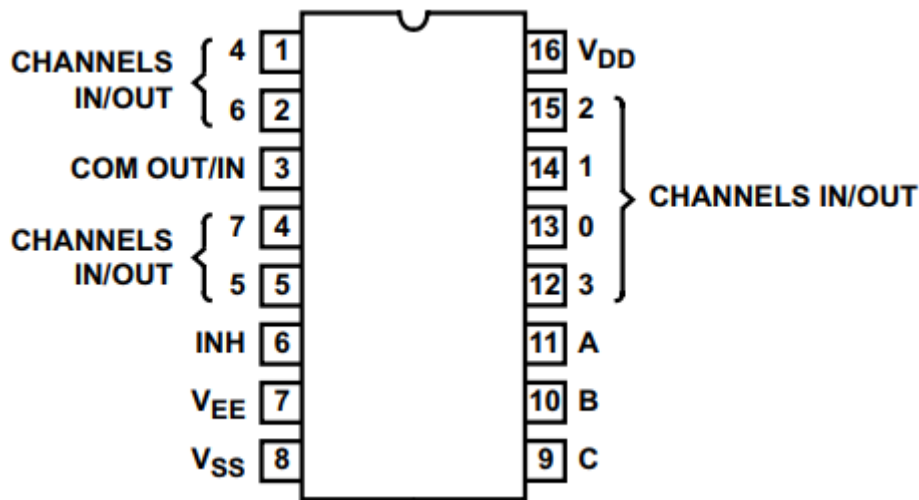 CHANNELS IN/OUT
4 1
6 2
COM OUT/IN 3
CHANNELS IN/OUT
7 4
5 5
INH 6
VEE 7
VSS 8
16 VDD
15 2
14 1
13 0
12 3
CHANNELS IN/OUT
11 A
10 B
9 C